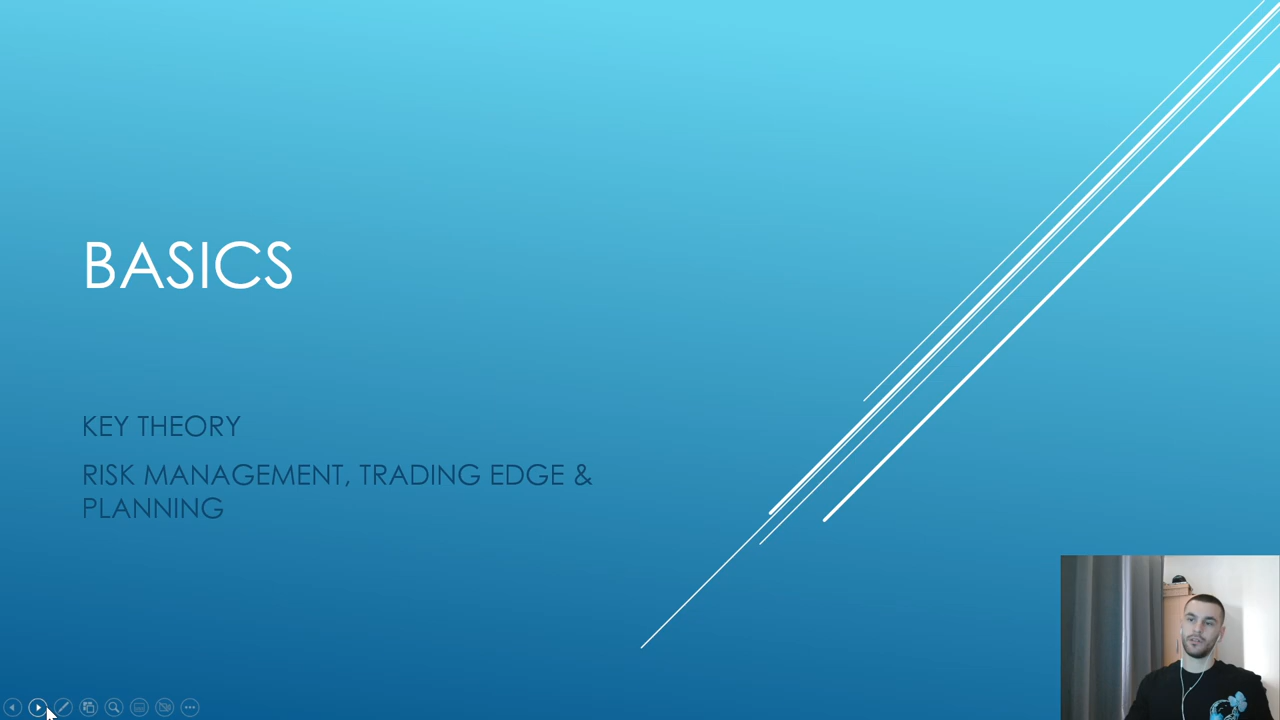 BASICS
KEY THEORY
RISK MANAGEMENT, TRADING EDGE &
PLANNING